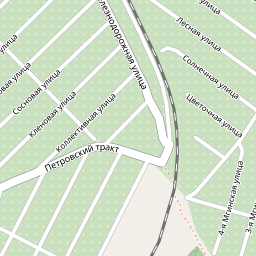 я улица
Железнодорожная улица
Лесная улица
Солнечная улица
Сосновая улица
Кленовая улица
Коллективная улица
Цветочная улица
Петровский тракт
4-я Мгинская улица
3-я Мгинская